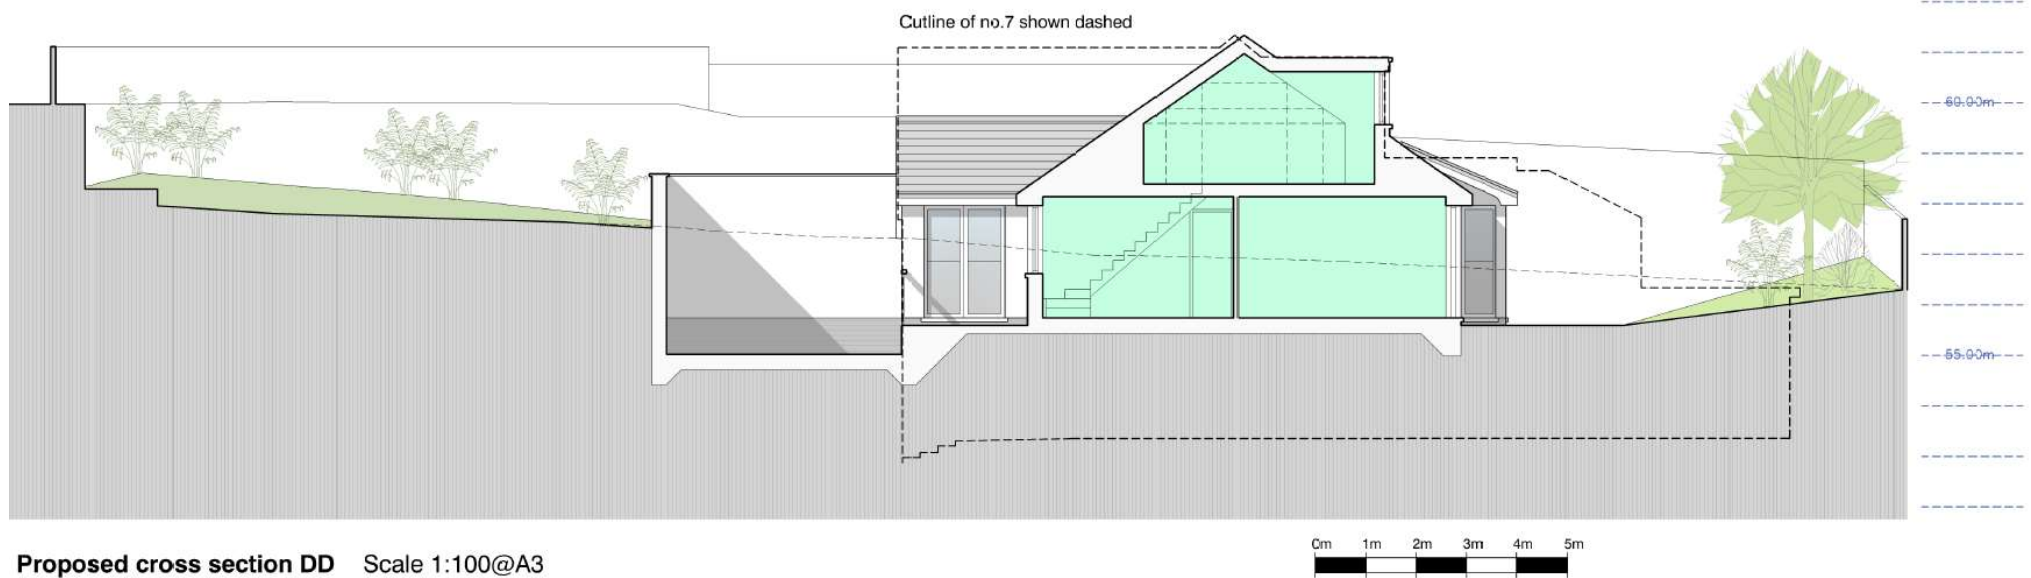 Cutline of no.7 shown dashed
60.00m
55.00m
0m 1m 2m 3m 4m 5m
Proposed cross section DD Scale 1:100@A3